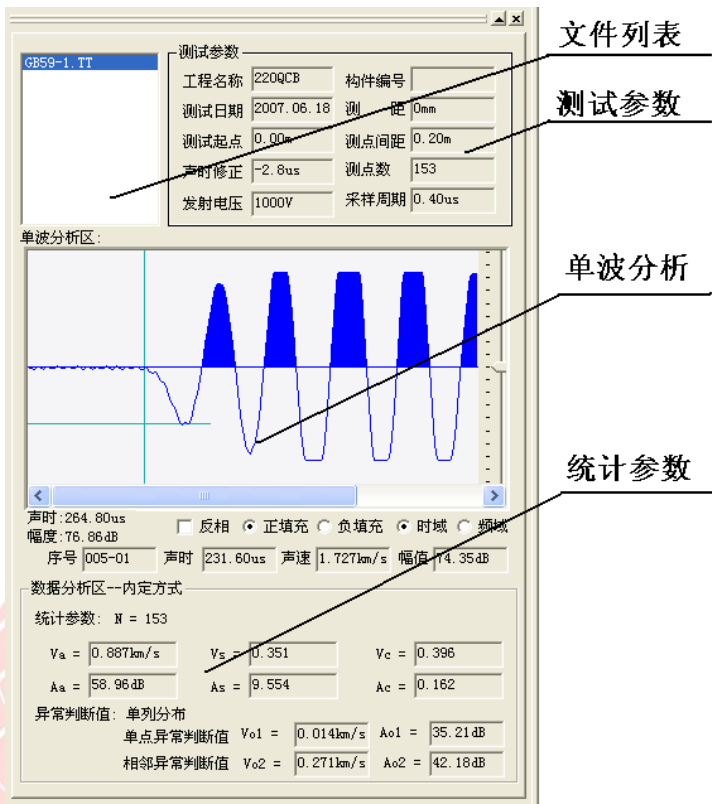 文件列表
测试参数
单波分析
统计参数
GB59-1.TT
测试参数
工程名称 220QCB 构件编号
测试日期 2007.06.18 测 距 0mm
测试起点 0.00m 测点间距 0.20m
声时修正 -2.8us 测点数 153
发射电压 1000V 采样周期 0.40us
单波分析区:
声时:264.80us
幅度:76.86dB
反相 正填充 负填充 时域 频域
序号 005-01 声时 231.60us 声速 1.727km/s 幅值 74.35dB
数据分析区--内定方式
统计参数: N = 153
Va = 0.887km/s Vs = 0.351 Vc = 0.396
Aa = 58.96dB As = 9.554 Ac = 0.162
异常判断值: 单列分布
单点异常判断值 Vo1 = 0.014km/s Ao1 = 35.21dB
相邻异常判断值 Vo2 = 0.271km/s Ao2 = 42.18dB